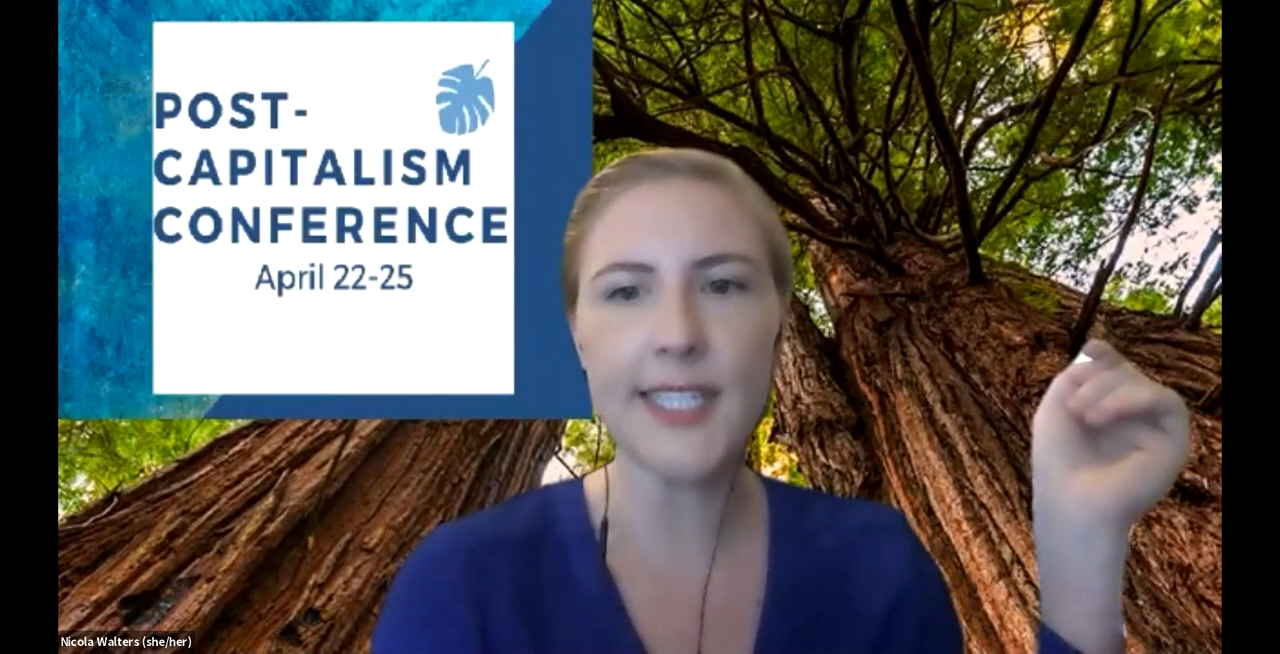 POST-
CAPITALISM
CONFERENCE
April 22-25
Nicola Walters (she/her)